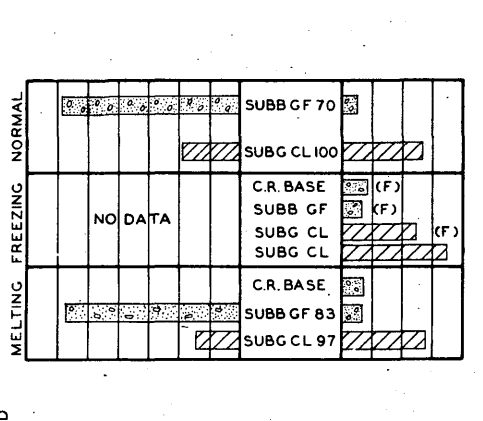 NORMAL
SUBB GF 70
SUBG CL 100
FREEZING
NO DATA
C.R. BASE (F)
SUBB GF (F)
SUBG CL (F)
SUBG CL
MELTING
C.R. BASE
SUBB GF 83
SUBG CL 97